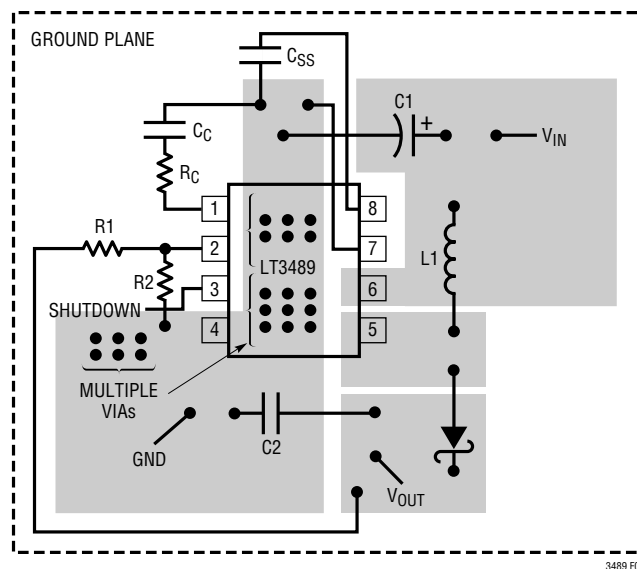 GROUND PLANE
CSS
C1
+
CC
VIN
RC
1
8
R1
2
7
LT3489
L1
R2
3
6
SHUTDOWN
4
5
MULTIPLE
VIAs
GND
C2
VOUT